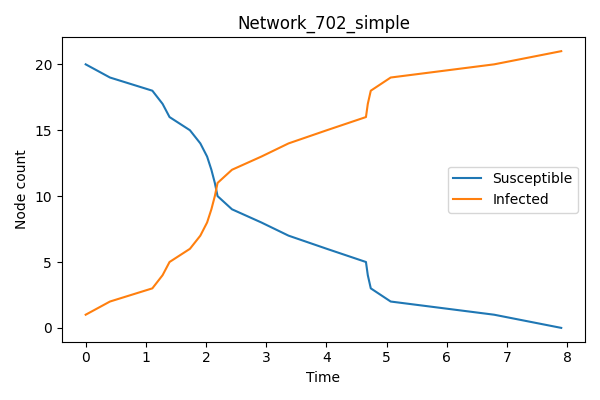 Network_702_simple
Node count
20
15
10
5
0
Susceptible
Infected
0 1 2 3 4 5 6 7 8
Time